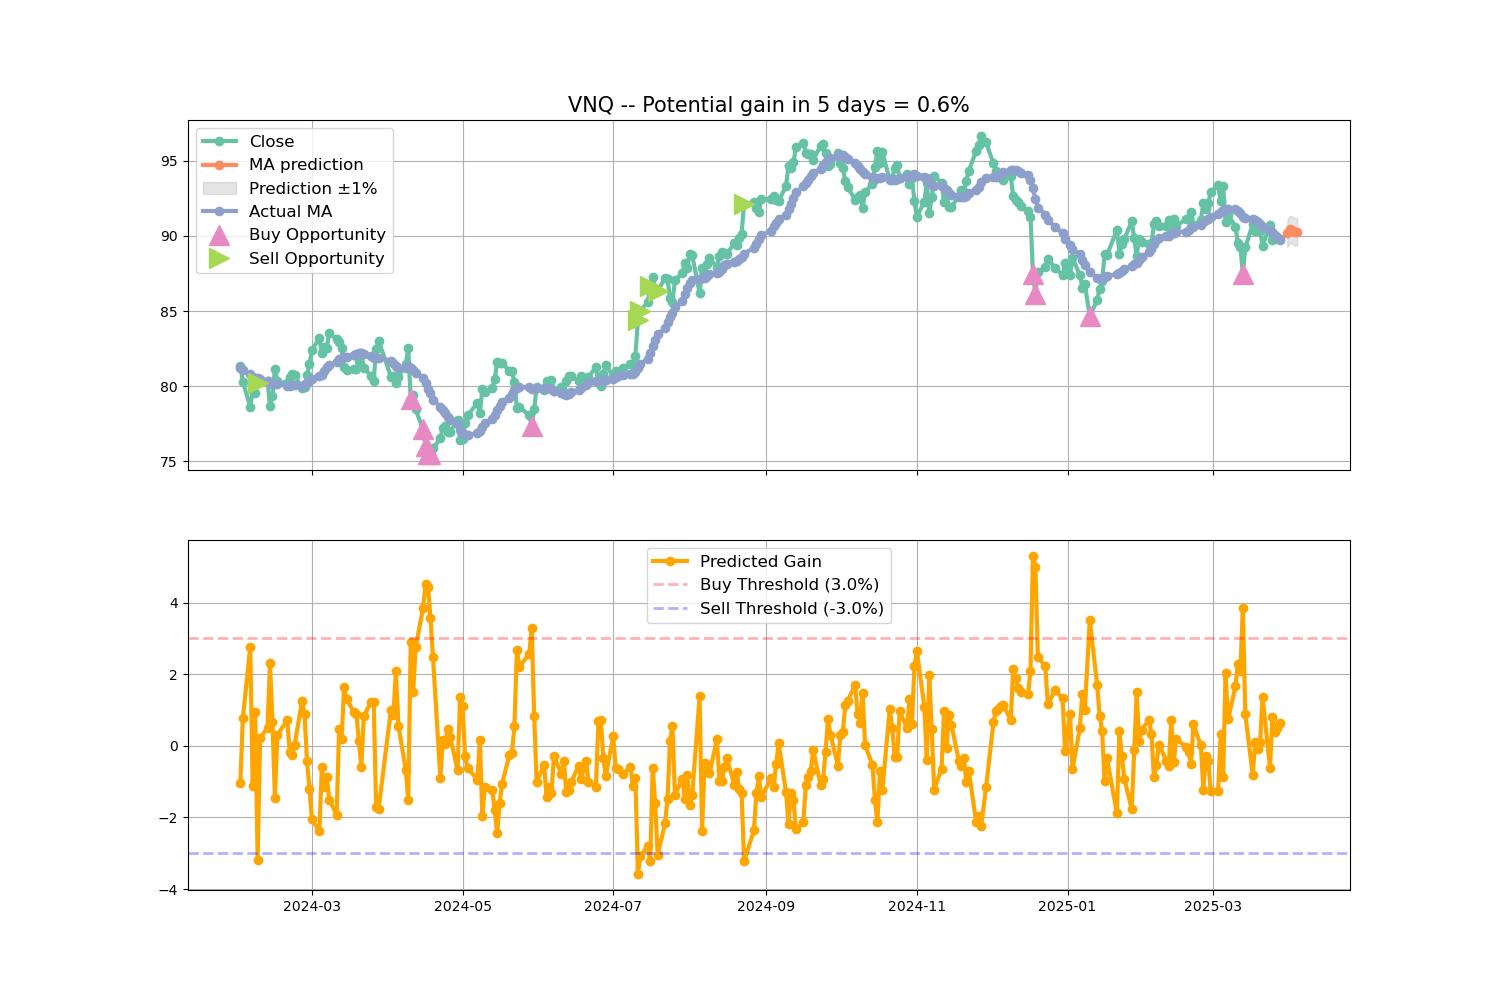 VNQ -- Potential gain in 5 days = 0.6%
Close
MA prediction
Prediction ±1%
Actual MA
Buy Opportunity
Sell Opportunity
95
90
85
80
75
Predicted Gain
Buy Threshold (3.0%)
Sell Threshold (-3.0%)
4
2
0
−2
−4
2024-03
2024-05
2024-07
2024-09
2024-11
2025-01
2025-03